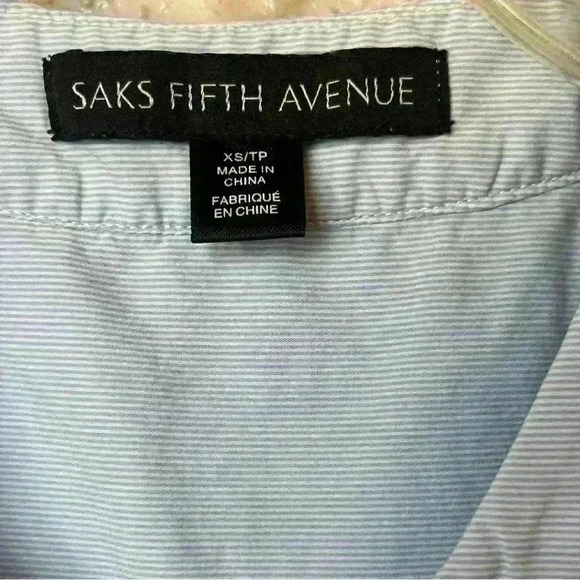 SAKS FIFTH AVENUE
XS/TP
MADE IN
CHINA
FABRIQUÉ
EN CHINE